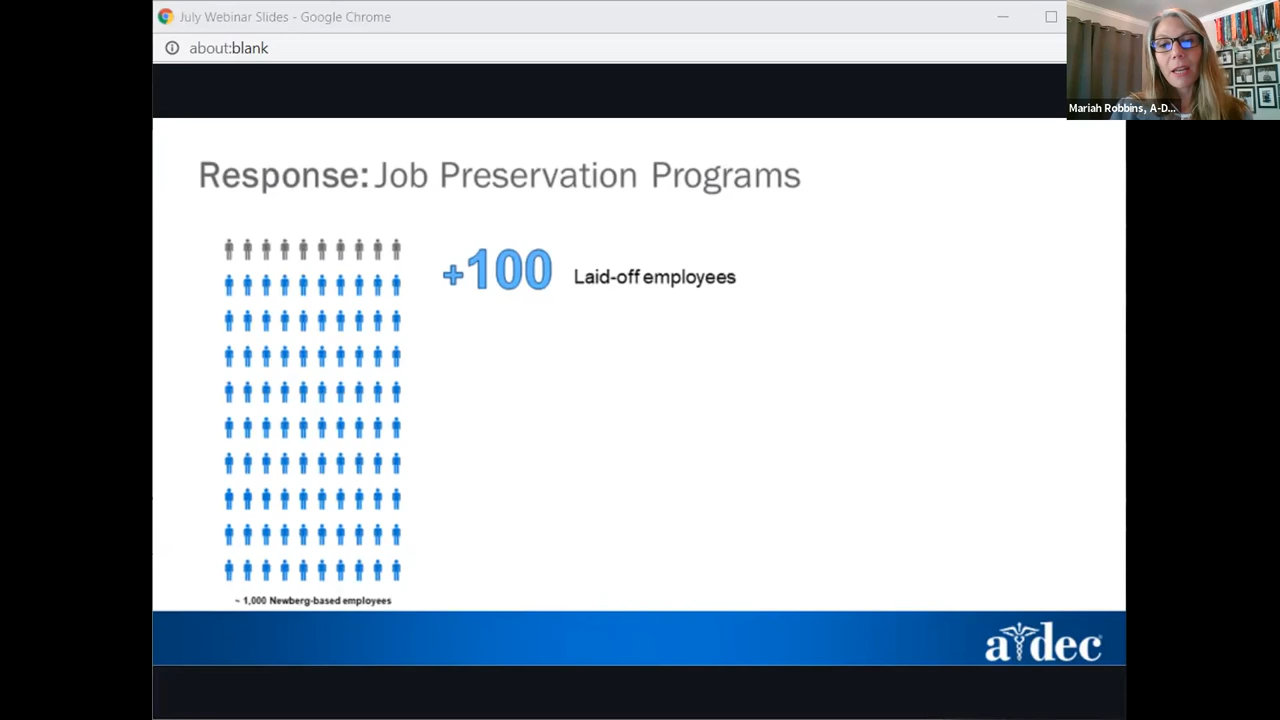 July Webinar Slides - Google Chrome
about:blank
Mariah Robbins, A-D...
Response: Job Preservation Programs
+100 Laid-off employees
~ 1,000 Newberg-based employees
a dec